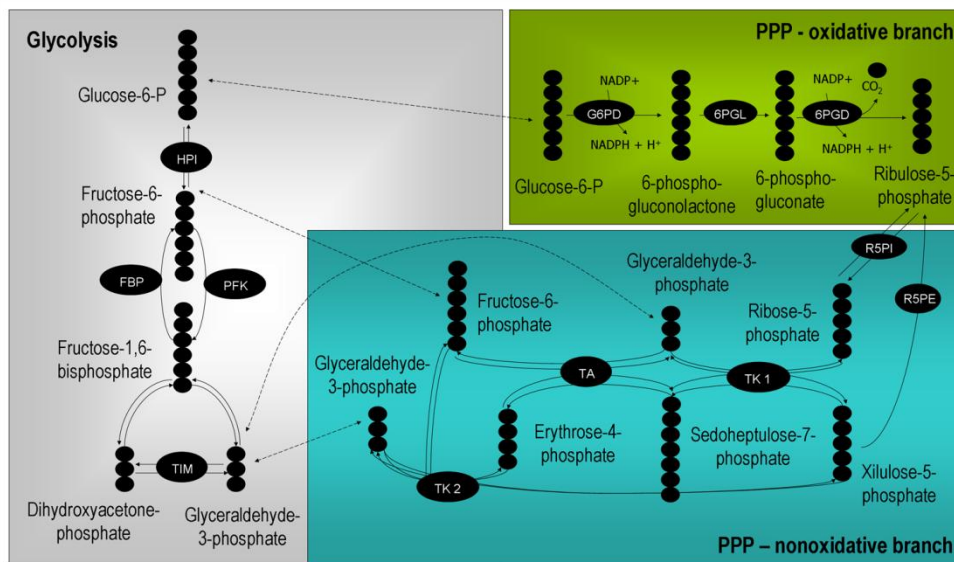 Glycolysis
Glucose-6-P
HPI
Fructose-6-
phosphate
FBP
PFK
Fructose-1,6-
bisphosphate
TIM
Dihydroxyacetone-
phosphate
Glyceraldehyde-
3-phosphate
PPP - oxidative branch
NADP+
G6PD
NADPH + H⁺
6PGL
NADP+
6PGD
NADPH + H⁺
CO₂
Glucose-6-P
6-phospho-
gluconolactone
6-phospho-
gluconate
Ribulose-5-
phosphate
R5PI
R5PE
Fructose-6-
phosphate
Glyceraldehyde-3-
phosphate
Ribose-5-
phosphate
Glyceraldehyde-
3-phosphate
TA
TK 1
Erythrose-4-
phosphate
Sedoheptulose-7-
phosphate
Xilulose-5-
phosphate
TK 2
PPP – nonoxidative branch